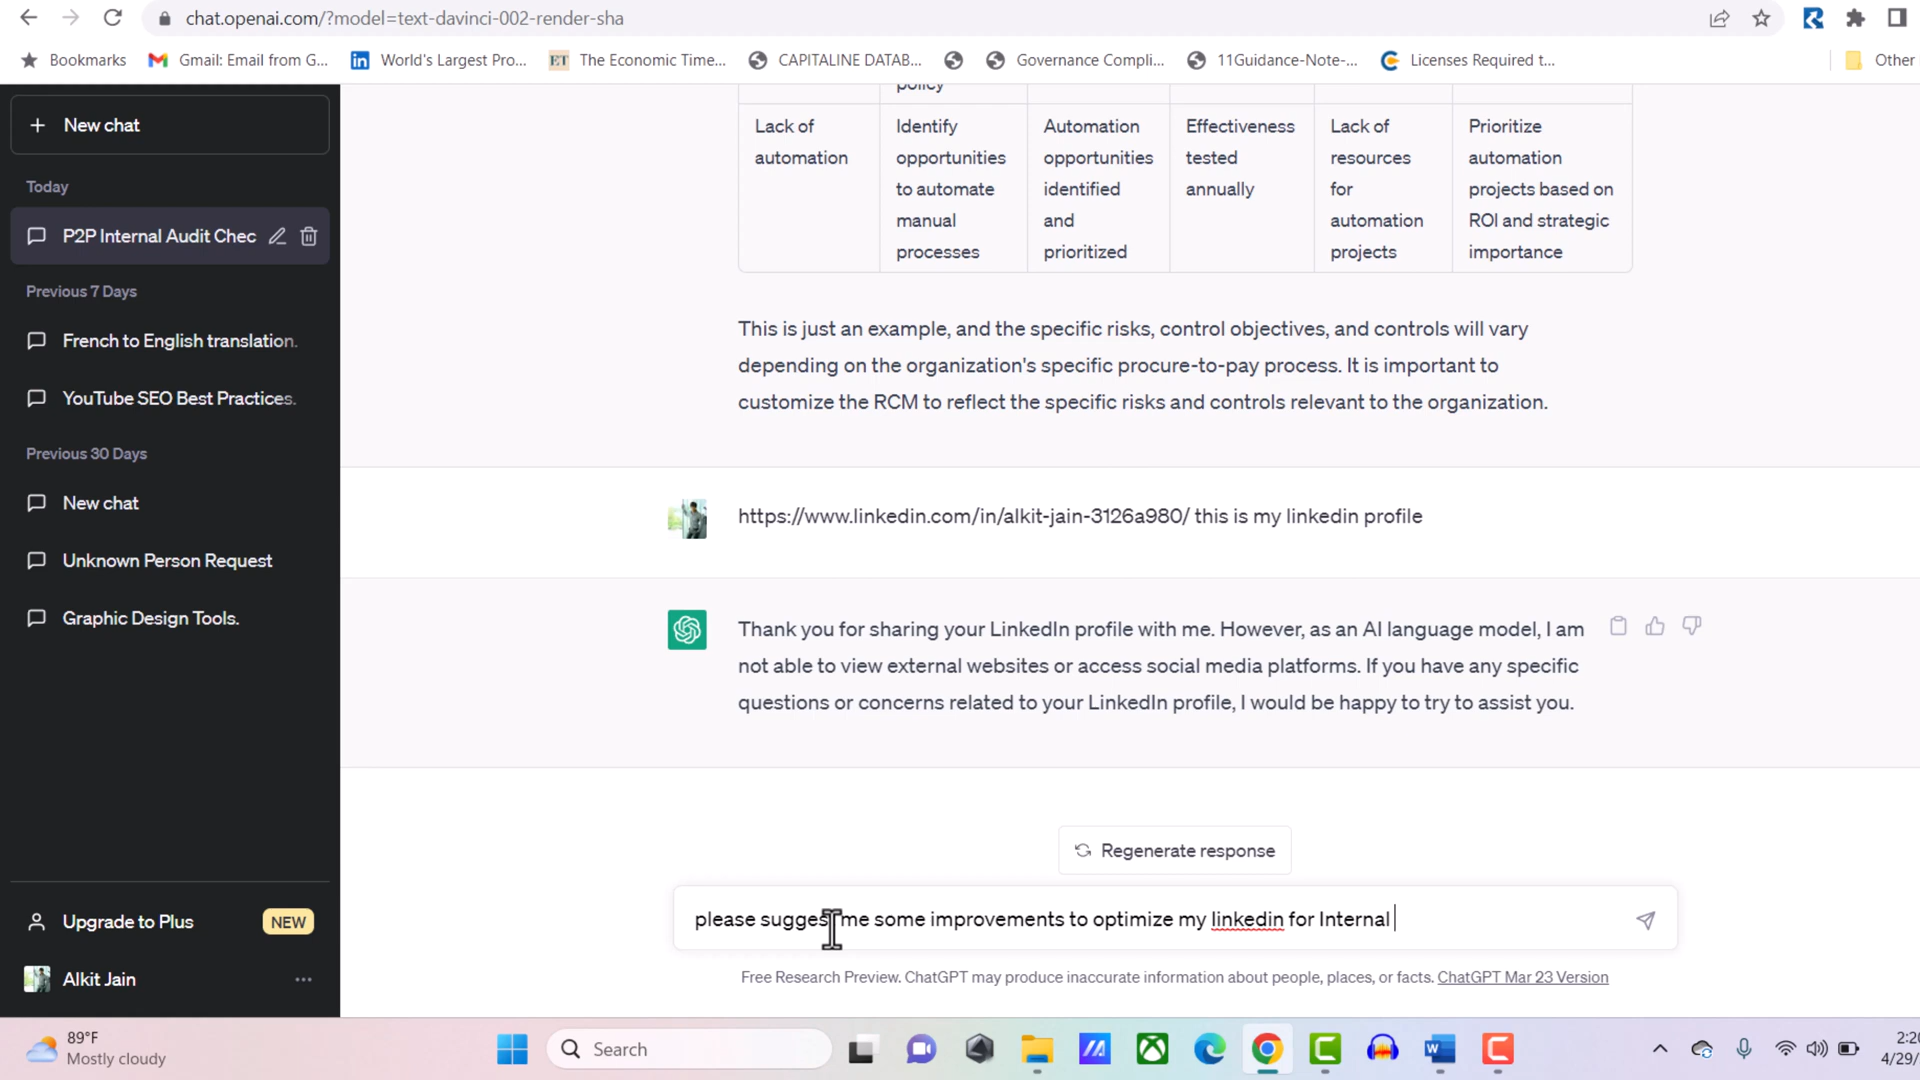 chat.openai.com/?model=text-davinci-002-render-sha
Bookmarks
Gmail: Email from G...
World's Largest Pro...
ET
The Economic Time...
CAPITALINE DATAB...
Governance Compli...
11Guidance-Note-...
Licenses Required t...
Other
New chat
Today
P2P Internal Audit Chec
Previous 7 Days
French to English translation.
YouTube SEO Best Practices.
Previous 30 Days
New chat
Unknown Person Request
Graphic Design Tools.
Upgrade to Plus
NEW
Alkit Jain
policy
Lack of automation
Identify opportunities to automate manual processes
Automation opportunities identified and prioritized
Effectiveness tested annually
Lack of resources for automation projects
Prioritize automation projects based on ROI and strategic importance
This is just an example, and the specific risks, control objectives, and controls will vary
depending on the organization's specific procure-to-pay process. It is important to
customize the RCM to reflect the specific risks and controls relevant to the organization.
https://www.linkedin.com/in/alkit-jain-3126a980/ this is my linkedin profile
Thank you for sharing your LinkedIn profile with me. However, as an AI language model, I am
not able to view external websites or access social media platforms. If you have any specific
questions or concerns related to your LinkedIn profile, I would be happy to try to assist you.
Regenerate response
please suggest me some improvements to optimize my linkedin for Internal
Free Research Preview. ChatGPT may produce inaccurate information about people, places, or facts. ChatGPT Mar 23 Version
89°F
Mostly cloudy
Search
2:20
4/29/